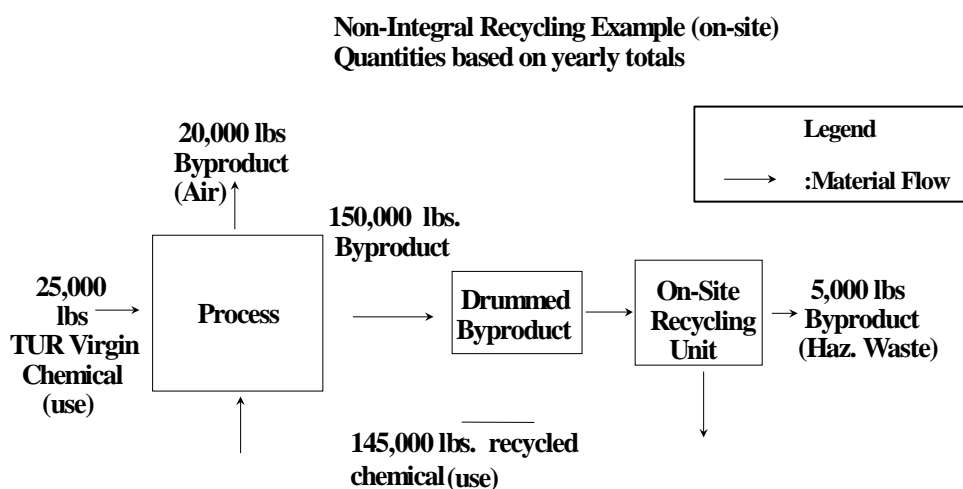 Non-Integral Recycling Example (on-site)
Quantities based on yearly totals
20,000 lbs
Byproduct
(Air)
Legend
:Material Flow
150,000 lbs.
Byproduct
25,000
lbs
TUR Virgin
Chemical
(use)
Process
Drummed
Byproduct
On-Site
Recycling
Unit
5,000 lbs
Byproduct
(Haz. Waste)
145,000 lbs. recycled
chemical (use)